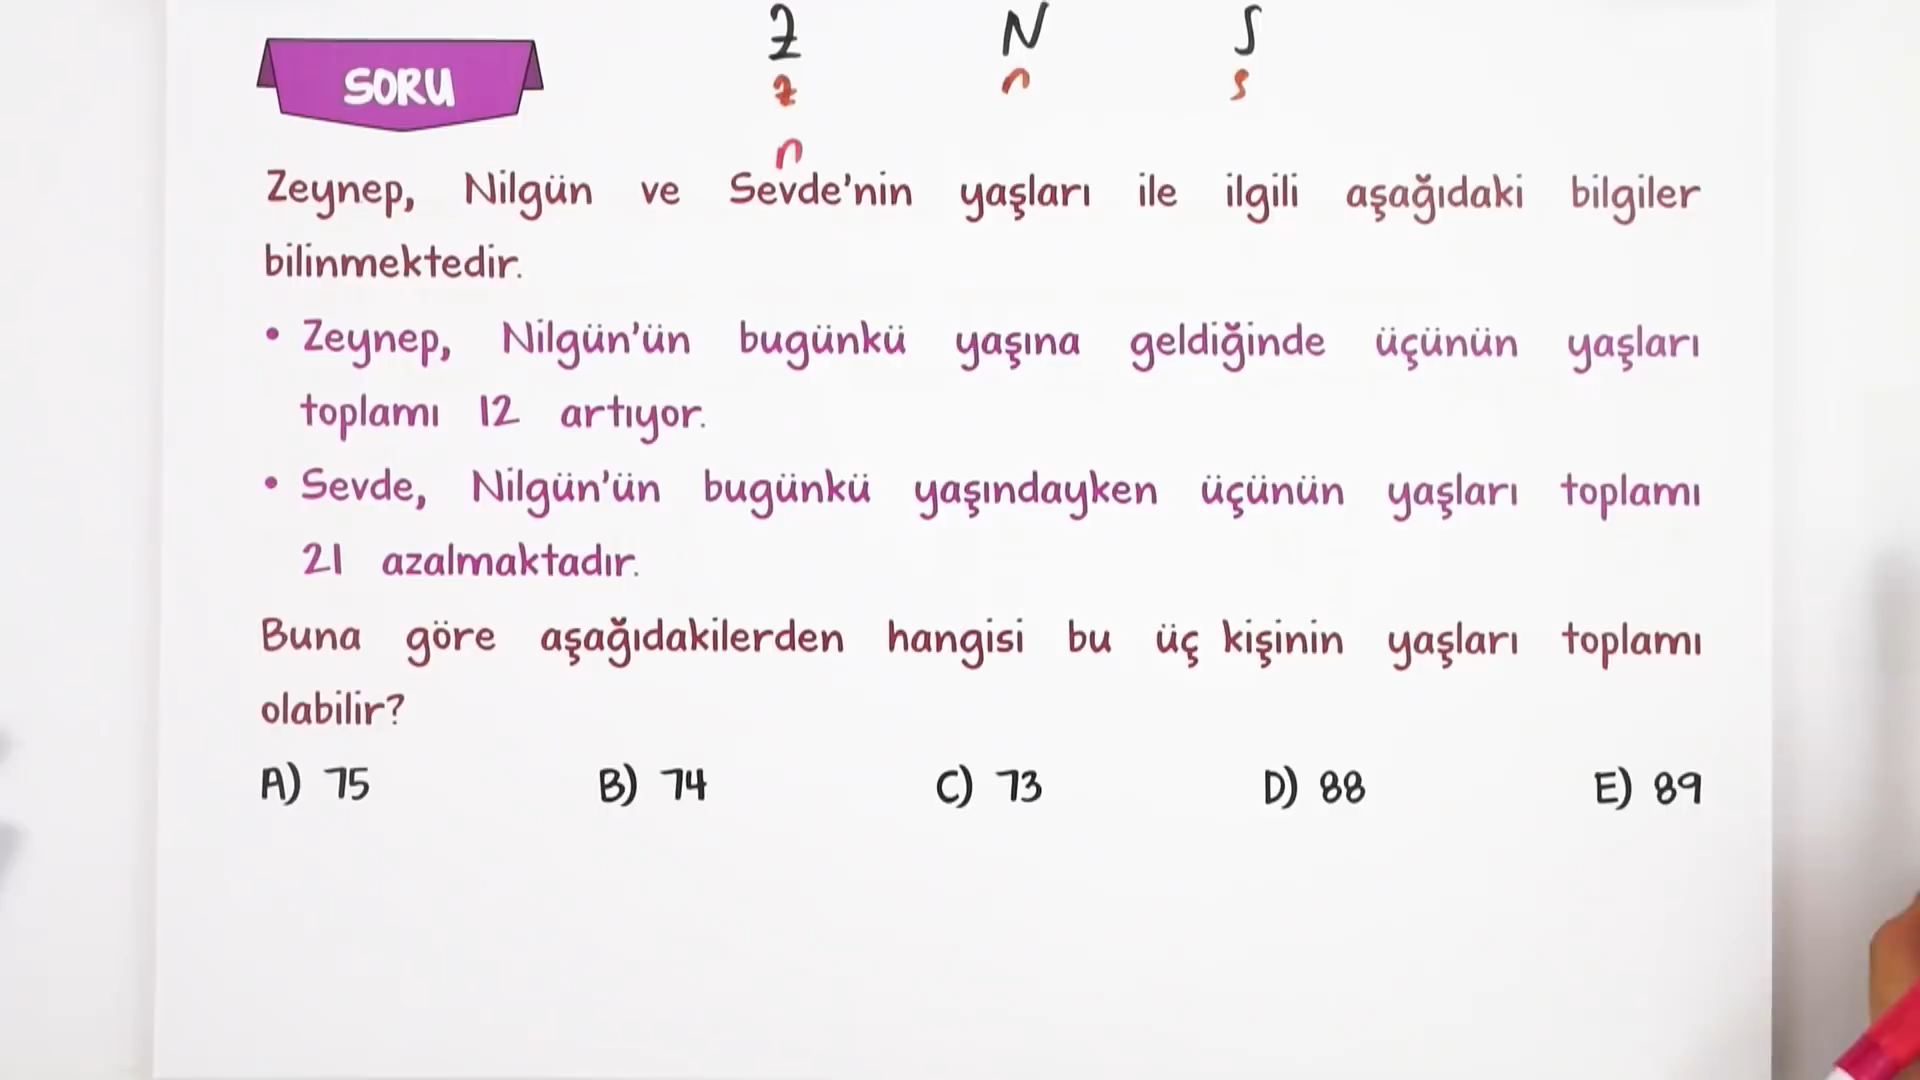 Z N S
SORU
z n s
n
Zeynep, Nilgün ve Sevde'nin yaşları ile ilgili aşağıdaki bilgiler
bilinmektedir.
• Zeynep, Nilgün'ün bugünkü yaşına geldiğinde üçünün yaşları
toplamı 12 artıyor.
• Sevde, Nilgün'ün bugünkü yaşındayken üçünün yaşları toplamı
21 azalmaktadır.
Buna göre aşağıdakilerden hangisi bu üç kişinin yaşları toplamı
olabilir?
A) 75 B) 74 C) 73 D) 88 E) 89